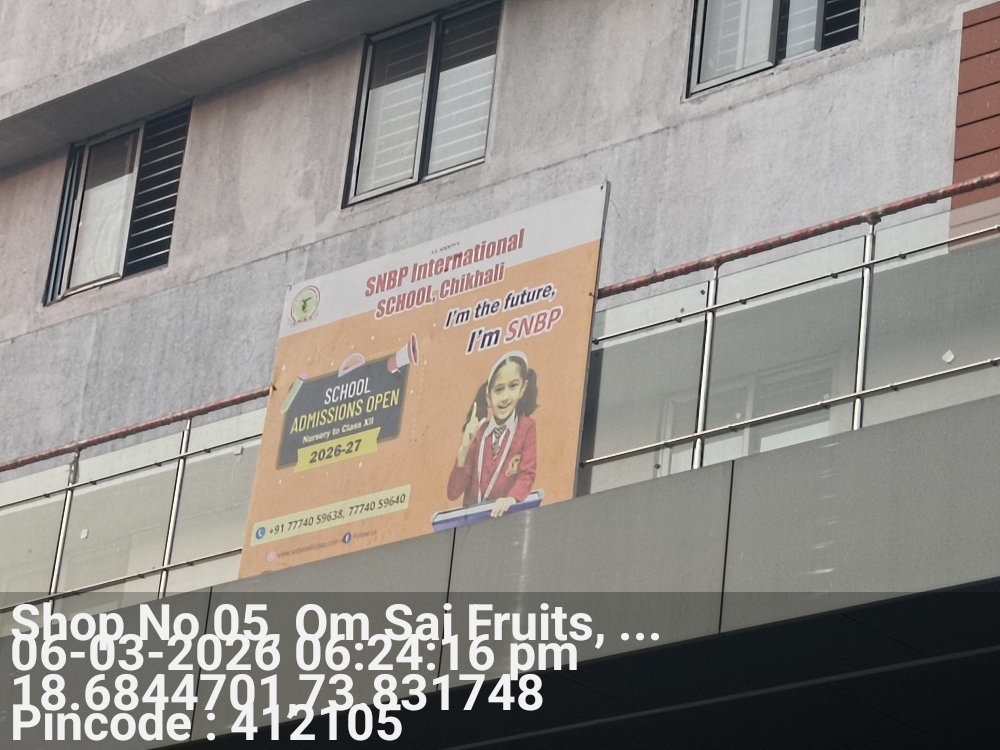 SNBP International
SCHOOL, Chikhali
I'm the future,
I'm SNBP
SCHOOL
ADMISSIONS OPEN
Nursery to Class XII
2026-27
+91 77740 59638, 77740 59640
Shop No 05, Om Sai Fruits, ...
06-03-2026 06:24:16 pm
18.6844701,73.831748
Pincode : 412105